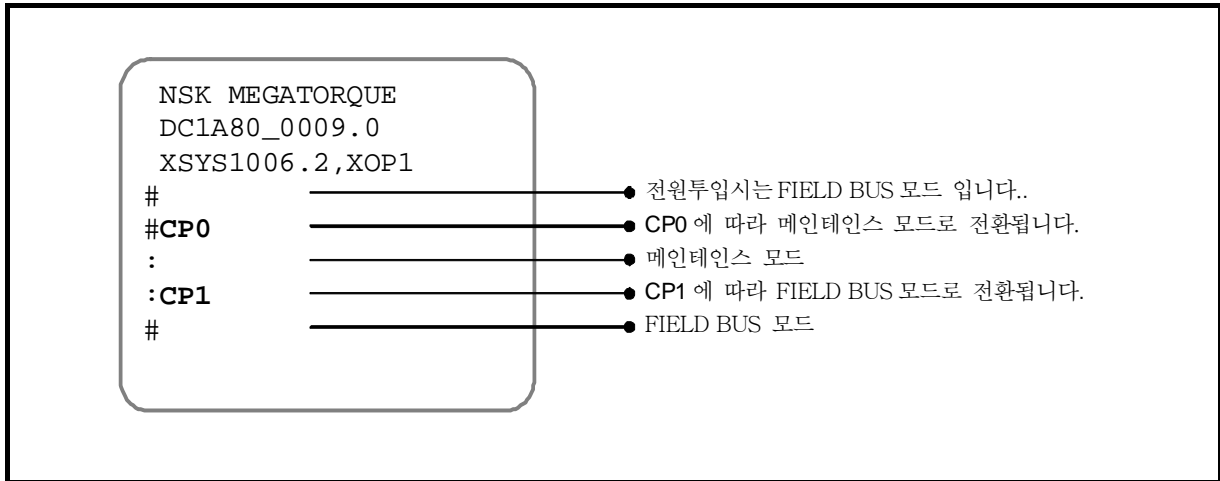 NSK MEGATORQUE
DC1A80_0009.0
XSYS1006.2,XOP1
# 전원투입시는 FIELD BUS 모드 입니다..
#CP0 CP0 에 따라 메인테인스 모드로 전환됩니다.
: 메인테인스 모드
:CP1 CP1 에 따라 FIELD BUS 모드로 전환됩니다.
# FIELD BUS 모드